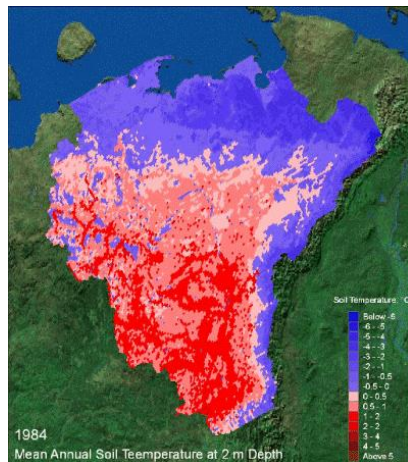 Soil Temperature, °C
Below -6
-6 - -5
-5 - -4
-4 - -3
-3 - -2
-2 - -1
-1 - -0.5
-0.5 - 0
0 - 0.5
0.5 - 1
1 - 2
2 - 3
3 - 4
4 - 5
Above 5
1984
Mean Annual Soil Teemperature at 2 m Depth